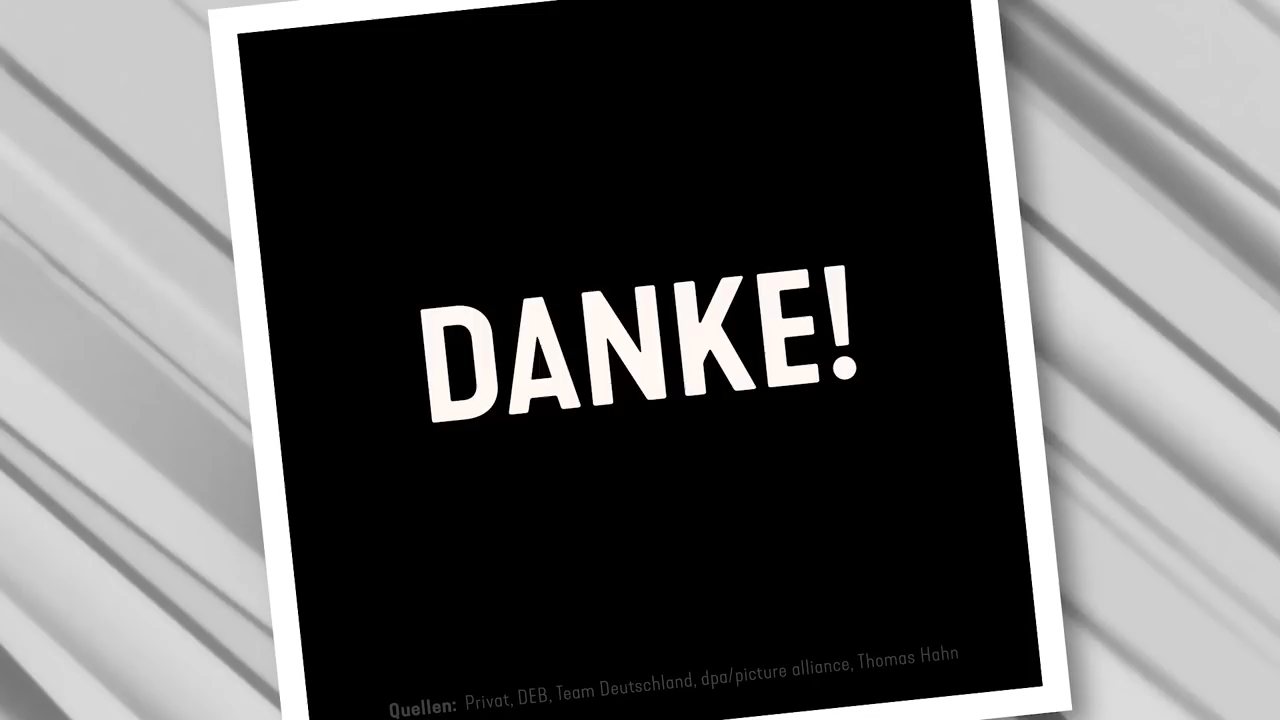 DANKE!
Quellen: Privat, DEB, Team Deutschland, dpa/picture alliance, Thomas Hahn